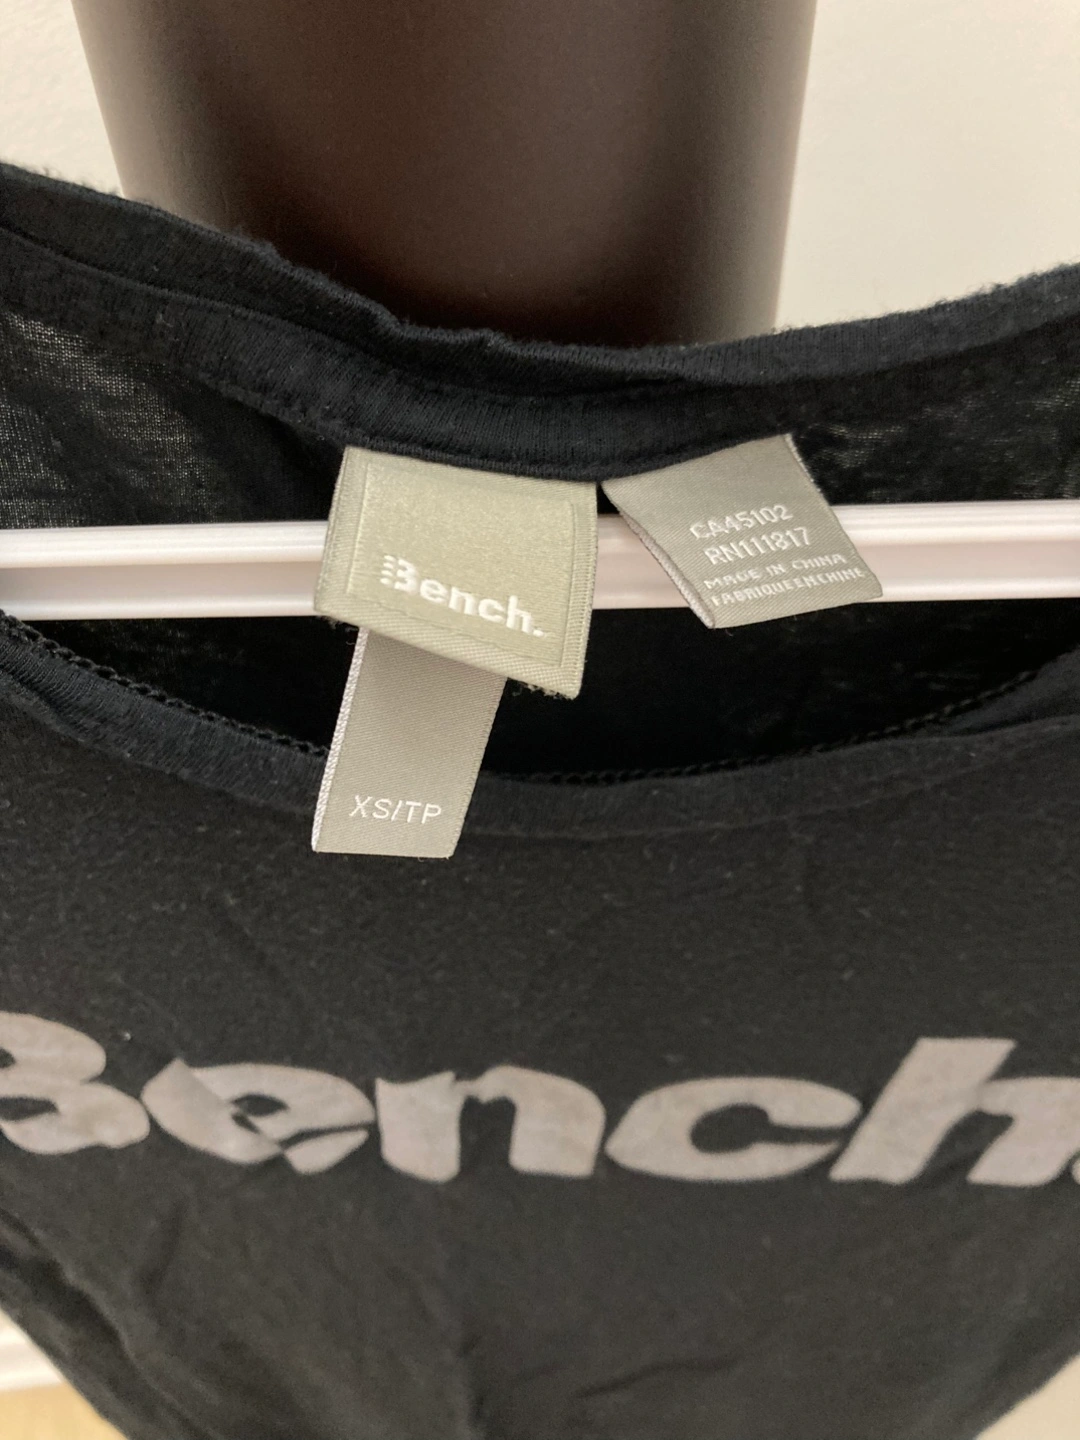 Bench.
CA45102
RN111817
MADE IN CHINA
FABRIQUE EN CHINE
XS/TP
Bench.